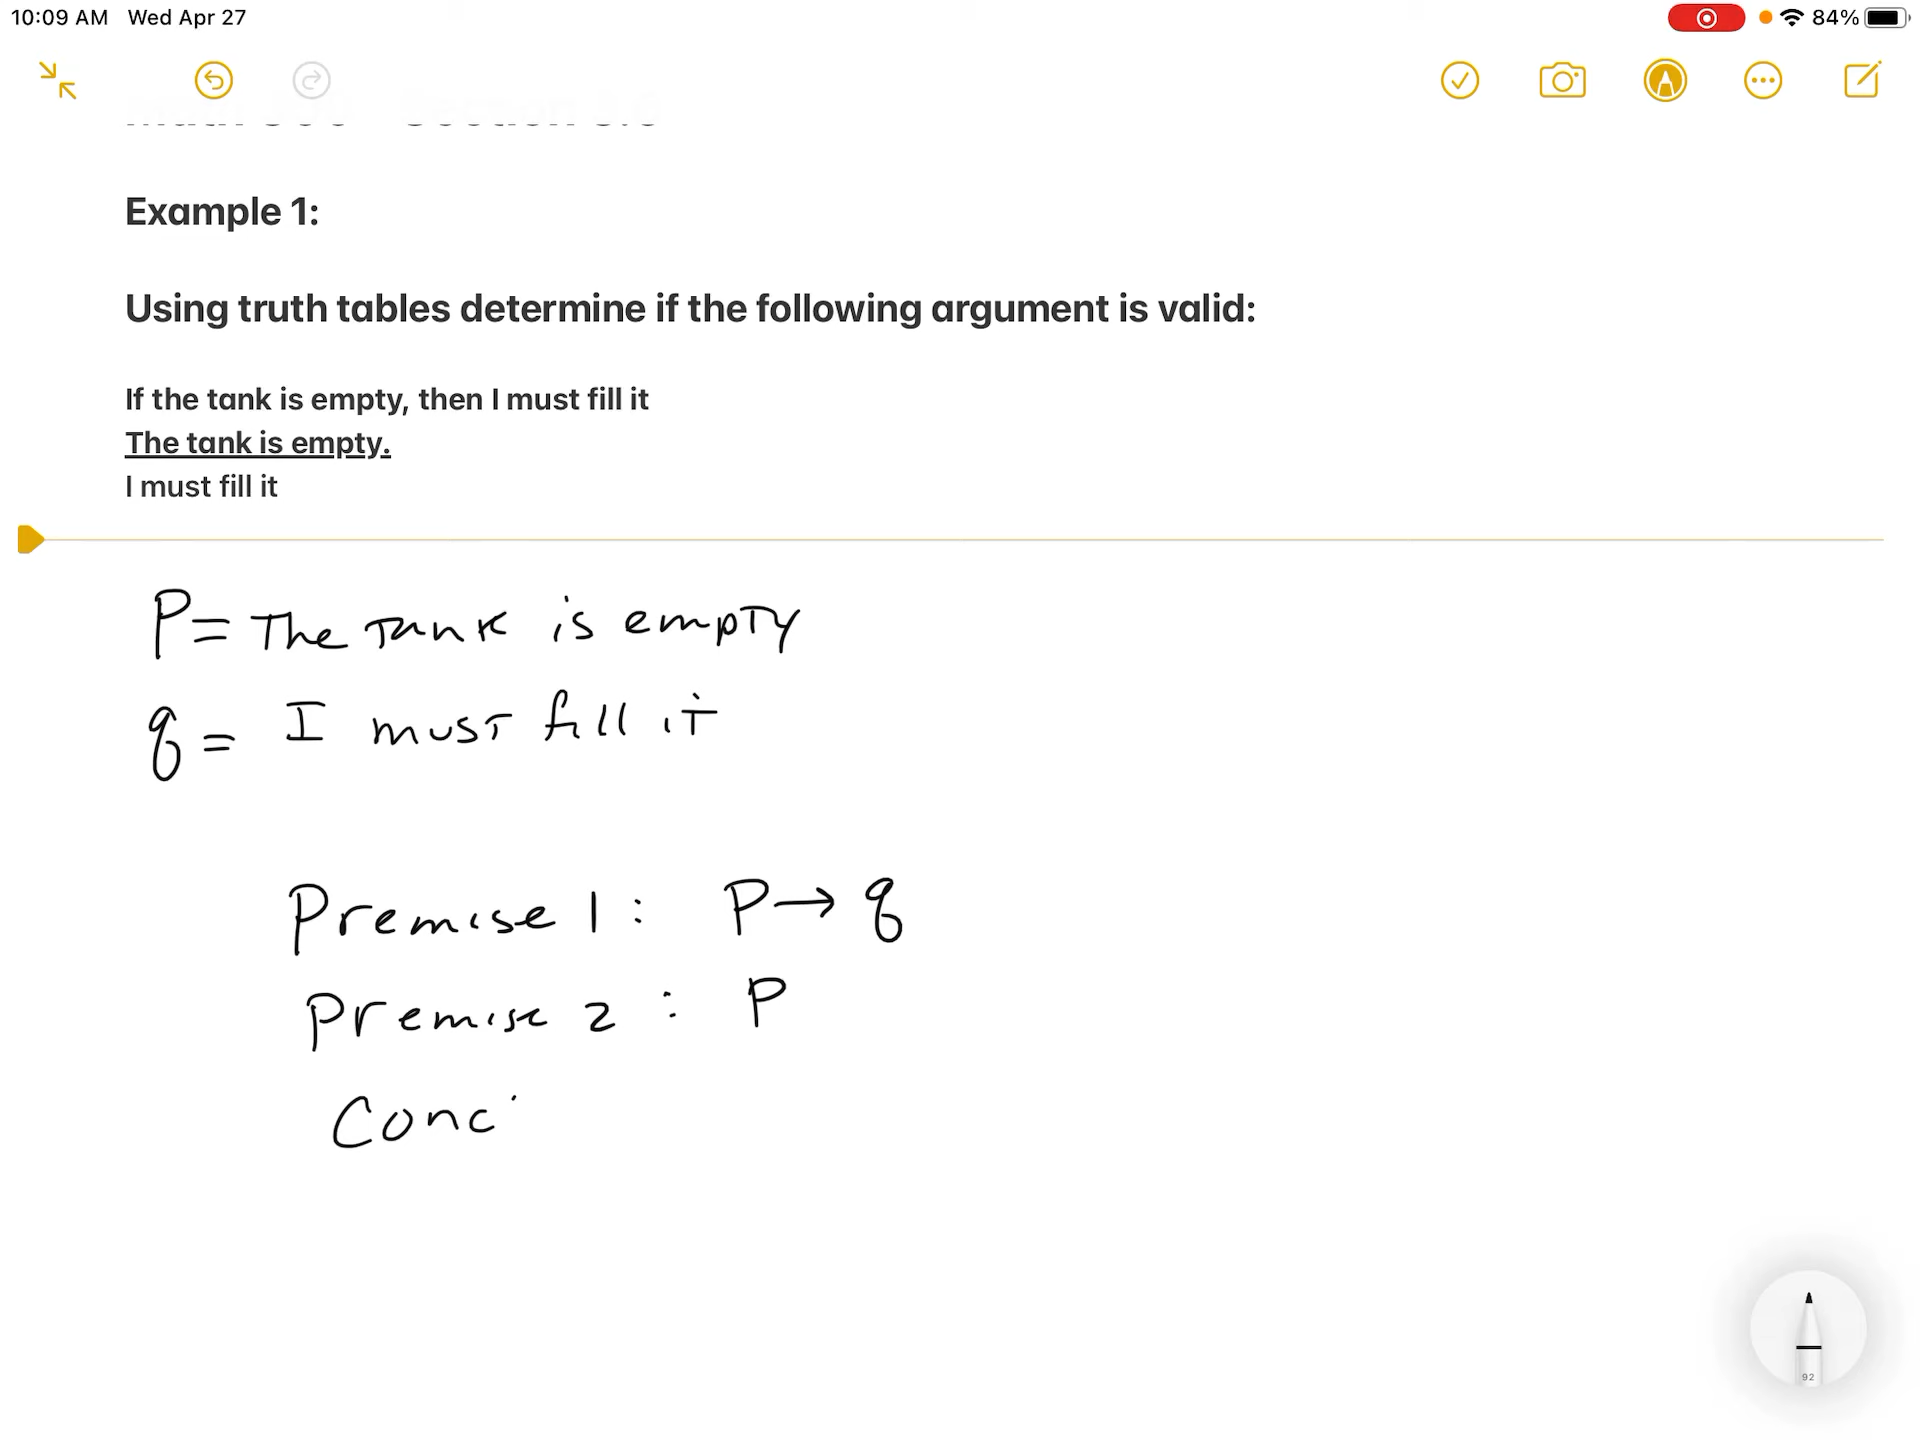 10:09 AM Wed Apr 27
84%
Example 1:
Using truth tables determine if the following argument is valid:
If the tank is empty, then I must fill it
The tank is empty.
I must fill it
P = The Tank is empty
q = I must fill it
Premise 1 : P → q
Premise 2 : P
Conc
92